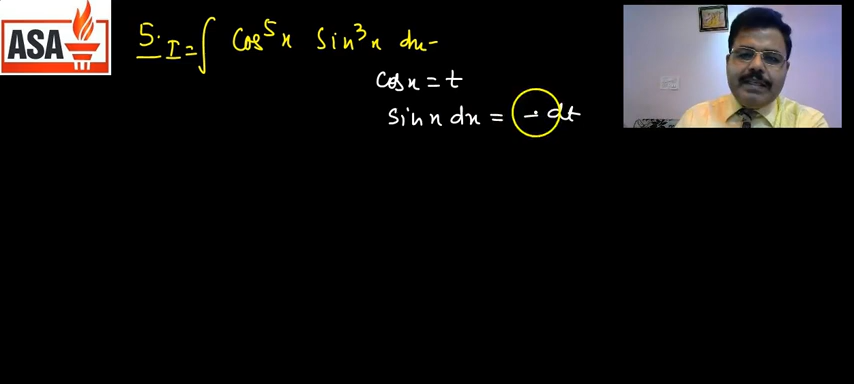 ASA
5. I = ∫ cos⁵x sin³x dx -
cos x = t
sin x dx = - dt